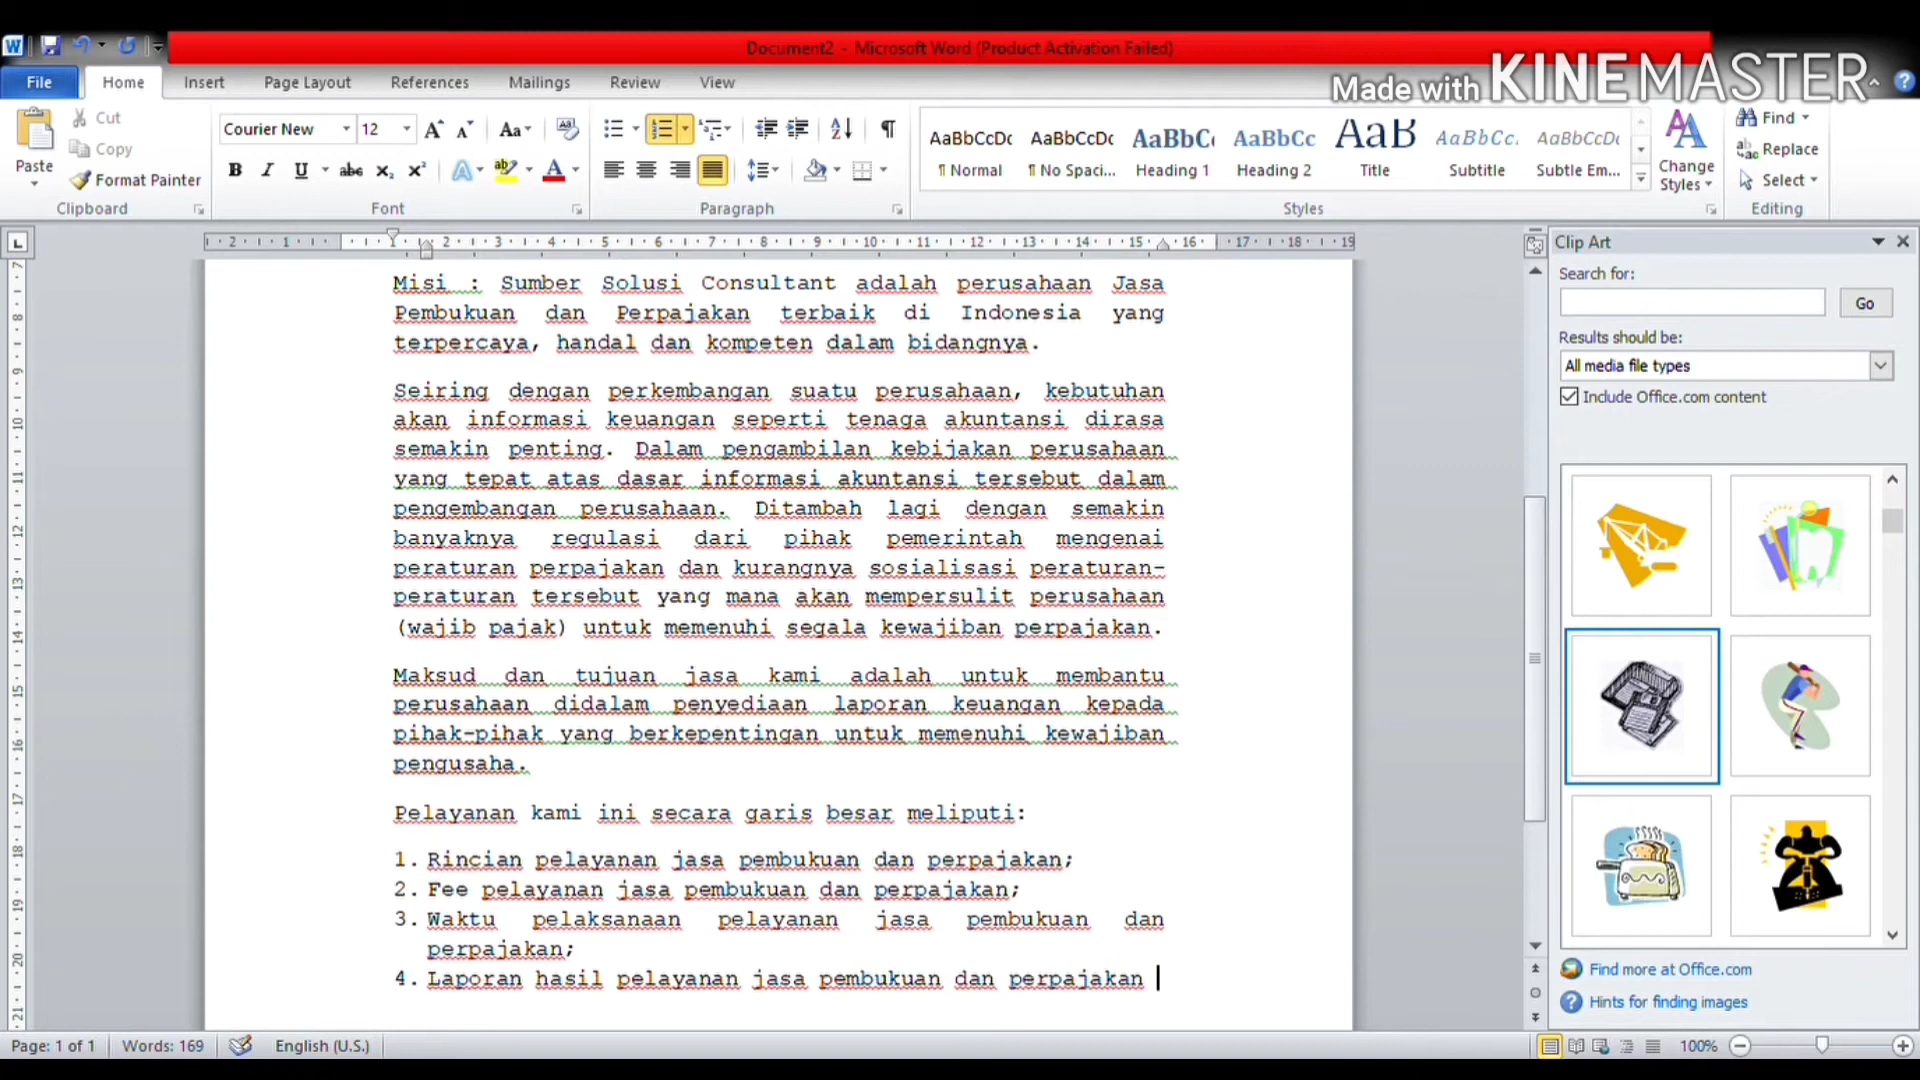 Document2 - Microsoft Word (Product Activation Failed)
Made with KINEMASTER
File Home Insert Page Layout References Mailings Review View
Paste
Cut
Copy
Format Painter
Clipboard
Courier New 12
Font
Paragraph
AaBbCcDc AaBbCcDc AaBbC AaBbCc AaB AaBbCc. AaBbCcDc
¶ Normal ¶ No Spaci... Heading 1 Heading 2 Title Subtitle Subtle Em...
Styles
Change Styles
Find
Replace
Select
Editing
Misi : Sumber Solusi Consultant adalah perusahaan Jasa
Pembukuan dan Perpajakan terbaik di Indonesia yang
terpercaya, handal dan kompeten dalam bidangnya.
Seiring dengan perkembangan suatu perusahaan, kebutuhan
akan informasi keuangan seperti tenaga akuntansi dirasa
semakin penting. Dalam pengambilan kebijakan perusahaan
yang tepat atas dasar informasi akuntansi tersebut dalam
pengembangan perusahaan. Ditambah lagi dengan semakin
banyaknya regulasi dari pihak pemerintah mengenai
peraturan perpajakan dan kurangnya sosialisasi peraturan-
peraturan tersebut yang mana akan mempersulit perusahaan
(wajib pajak) untuk memenuhi segala kewajiban perpajakan.
Maksud dan tujuan jasa kami adalah untuk membantu
perusahaan didalam penyediaan laporan keuangan kepada
pihak-pihak yang berkepentingan untuk memenuhi kewajiban
pengusaha.
Pelayanan kami ini secara garis besar meliputi:
1. Rincian pelayanan jasa pembukuan dan perpajakan;
2. Fee pelayanan jasa pembukuan dan perpajakan;
3. Waktu pelaksanaan pelayanan jasa pembukuan dan
perpajakan;
4. Laporan hasil pelayanan jasa pembukuan dan perpajakan
Clip Art
Search for:
Go
Results should be:
All media file types
Include Office.com content
Find more at Office.com
Hints for finding images
Page: 1 of 1 Words: 169 English (U.S.) 100%